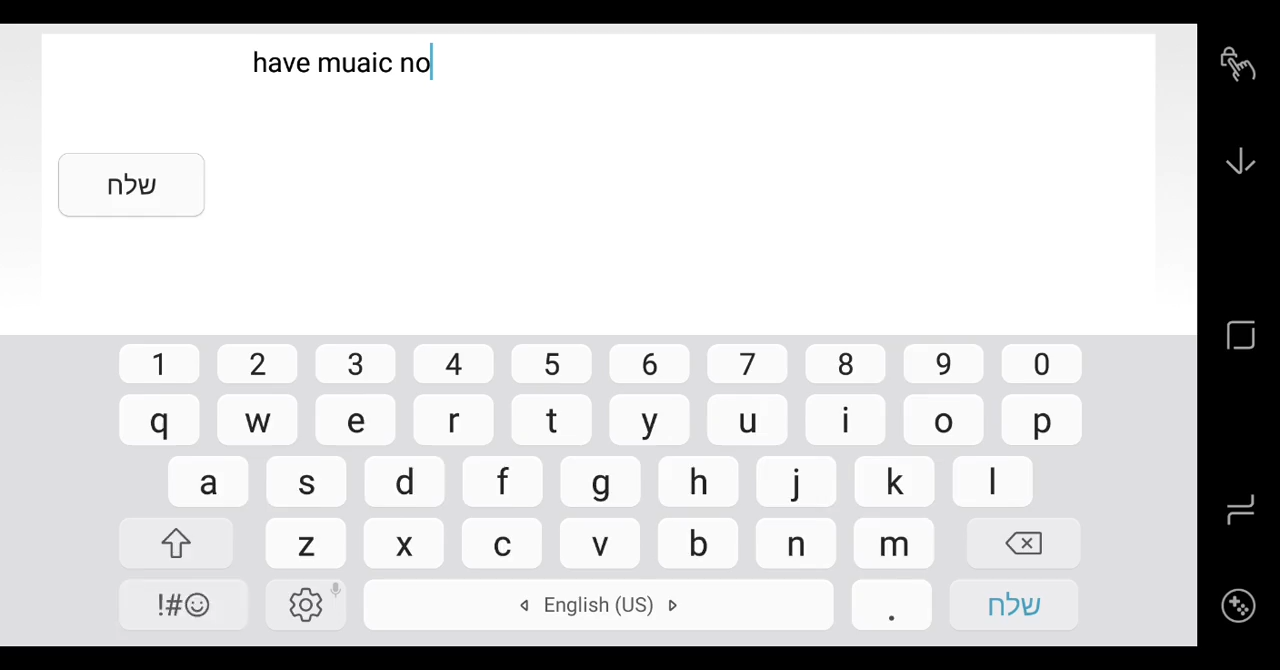 have muaic no
שלח
1 2 3 4 5 6 7 8 9 0
q w e r t y u i o p
a s d f g h j k l
z x c v b n m
!#☺ English (US) . שלח